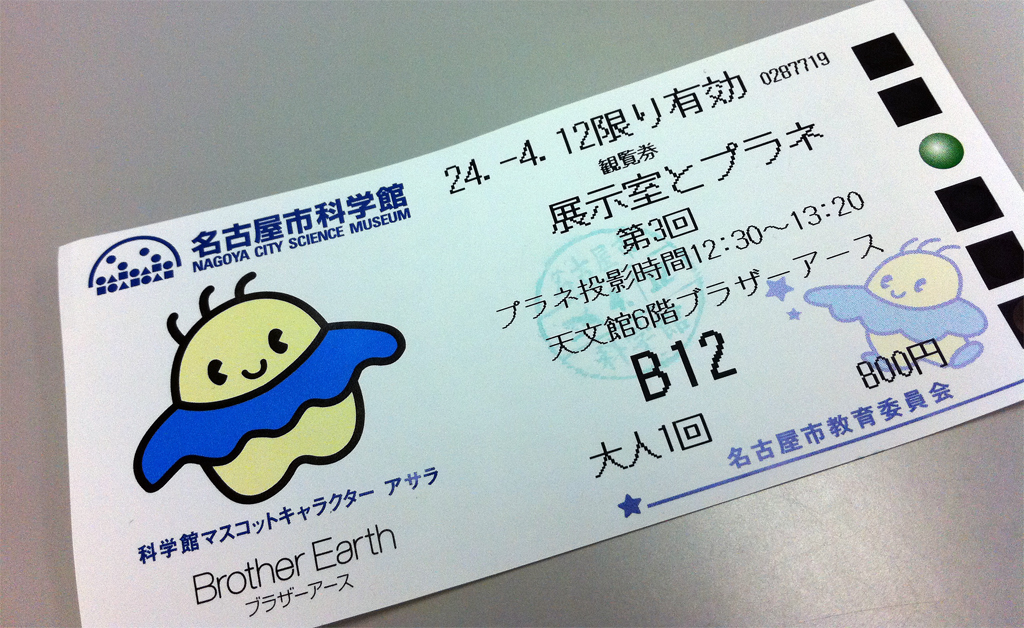 名古屋市科学館
NAGOYA CITY SCIENCE MUSEUM
科学館マスコットキャラクター アサラ
Brother Earth
ブラザーアース
24.-4.12限り有効 0287719
観覧券
展示室とプラネ
第3回
プラネ投影時間12:30～13:20
天文館6階ブラザーアース
B12
800円
大人1回
名古屋市教育委員会